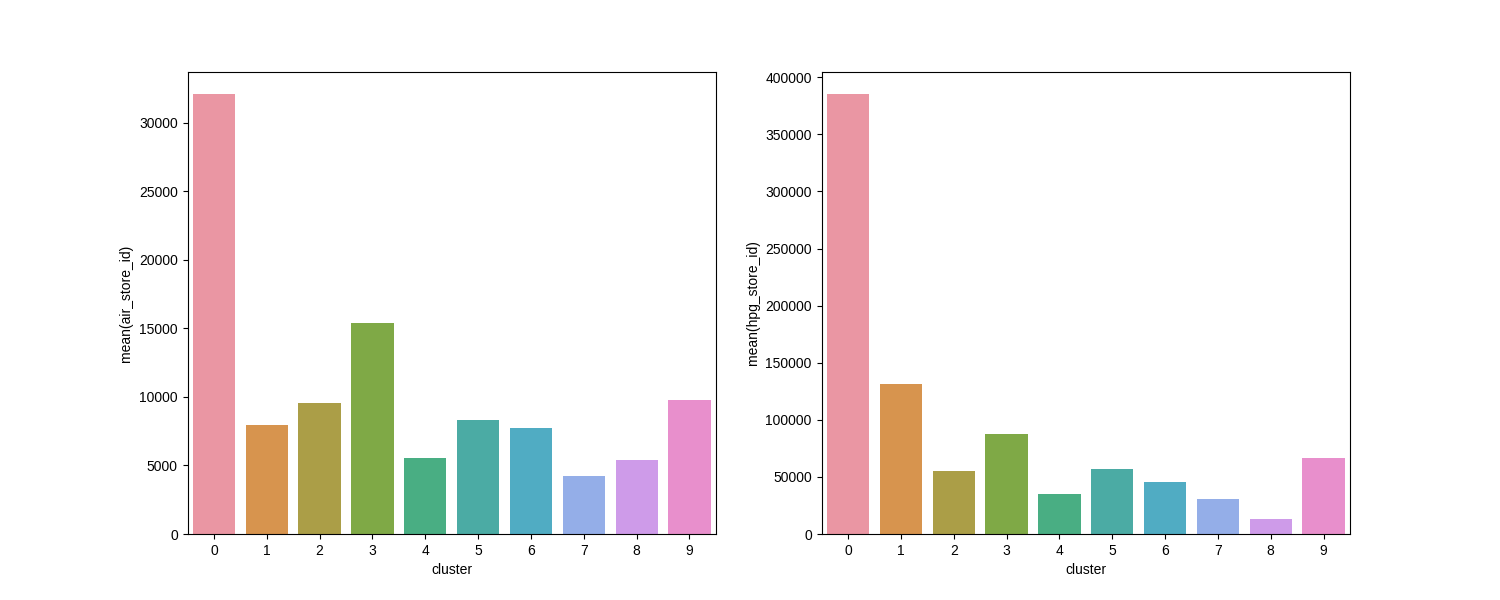 mean(air_store_id)
30000
25000
20000
15000
10000
5000
0
0 1 2 3 4 5 6 7 8 9
cluster
mean(hpg_store_id)
400000
350000
300000
250000
200000
150000
100000
50000
0
0 1 2 3 4 5 6 7 8 9
cluster